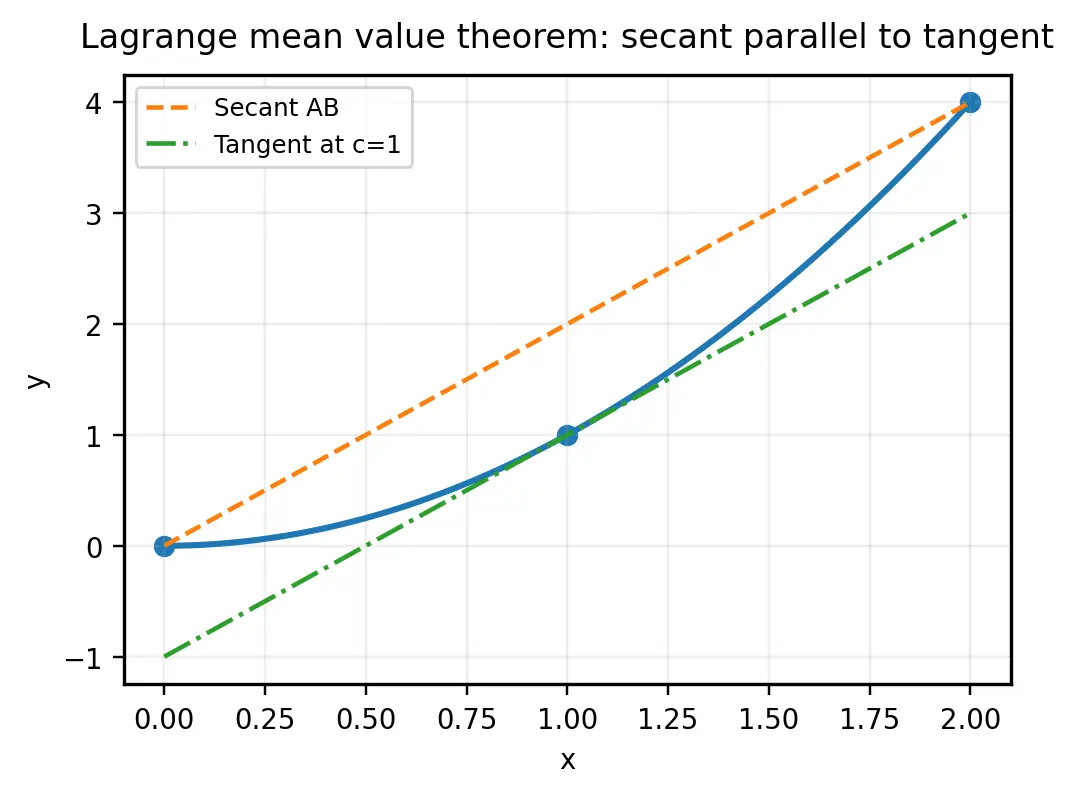 Lagrange mean value theorem: secant parallel to tangent
Secant AB
Tangent at c=1
4
3
2
1
0
−1
y
0.00 0.25 0.50 0.75 1.00 1.25 1.50 1.75 2.00
x